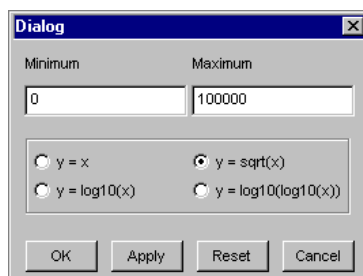 Dialog
Minimum Maximum
0 100000
y = x y = sqrt(x)
y = log10(x) y = log10(log10(x))
OK Apply Reset Cancel